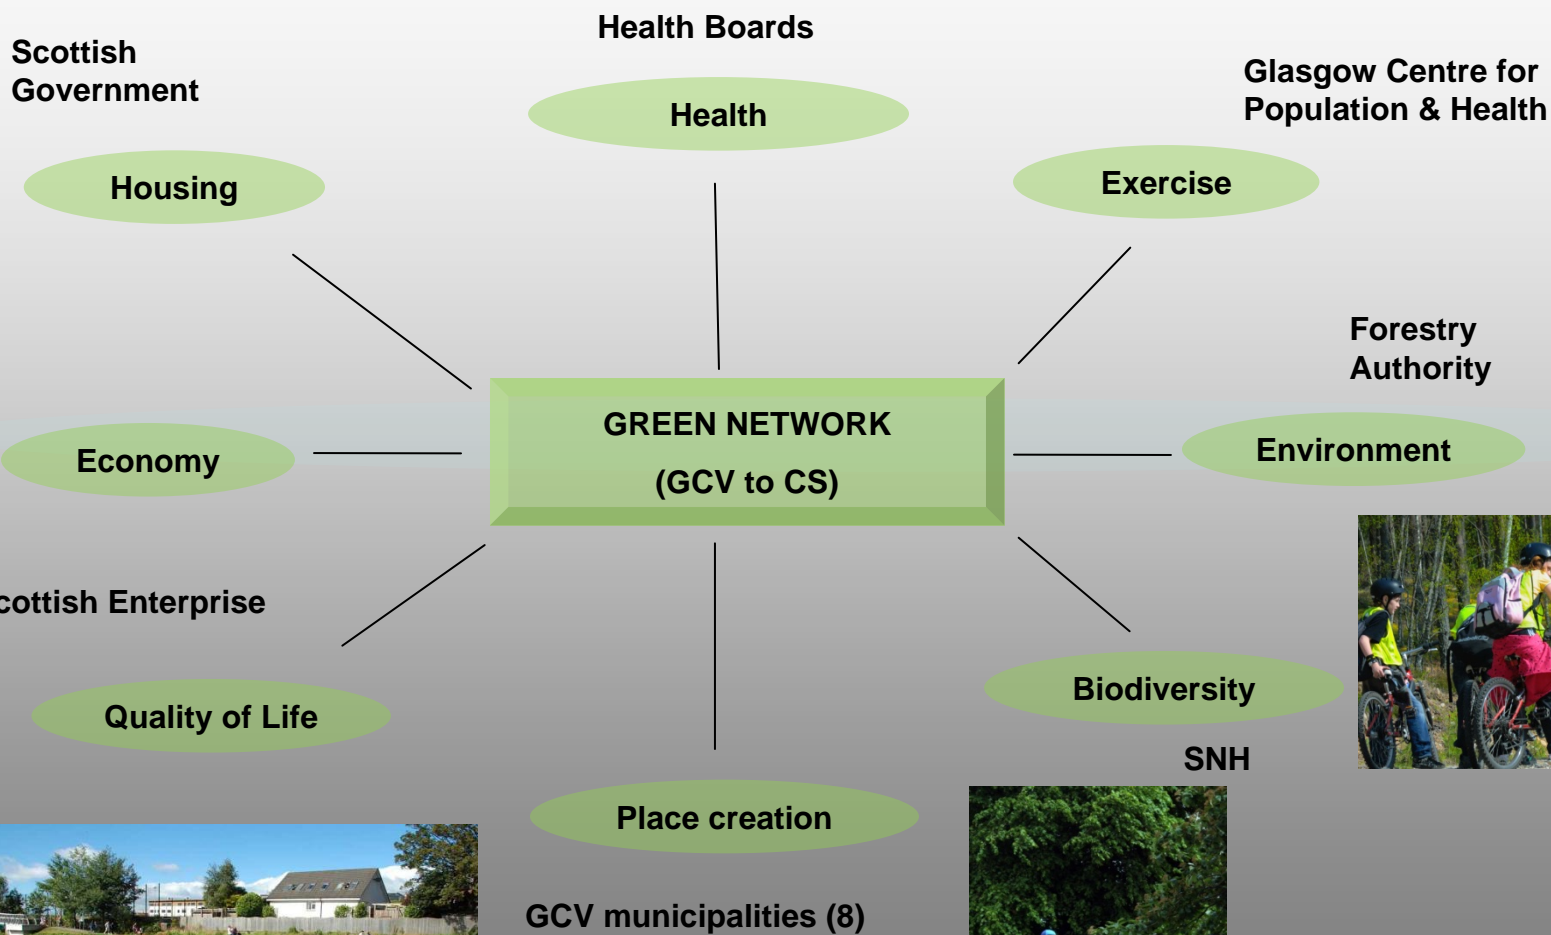 Health Boards
Scottish
Government
Glasgow Centre for
Population & Health
Health
Housing
Exercise
Forestry
Authority
GREEN NETWORK
(GCV to CS)
Economy
Environment
cottish Enterprise
Quality of Life
Biodiversity
SNH
Place creation
GCV municipalities (8)